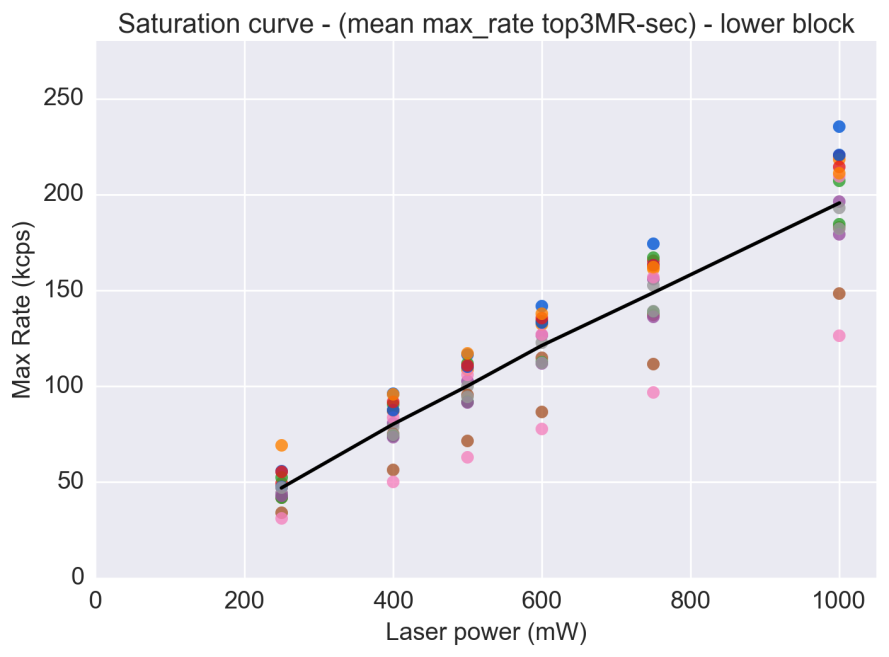 Saturation curve - (mean max_rate top3MR-sec) - lower block
250
200
150
100
50
0
Max Rate (kcps)
0 200 400 600 800 1000
Laser power (mW)